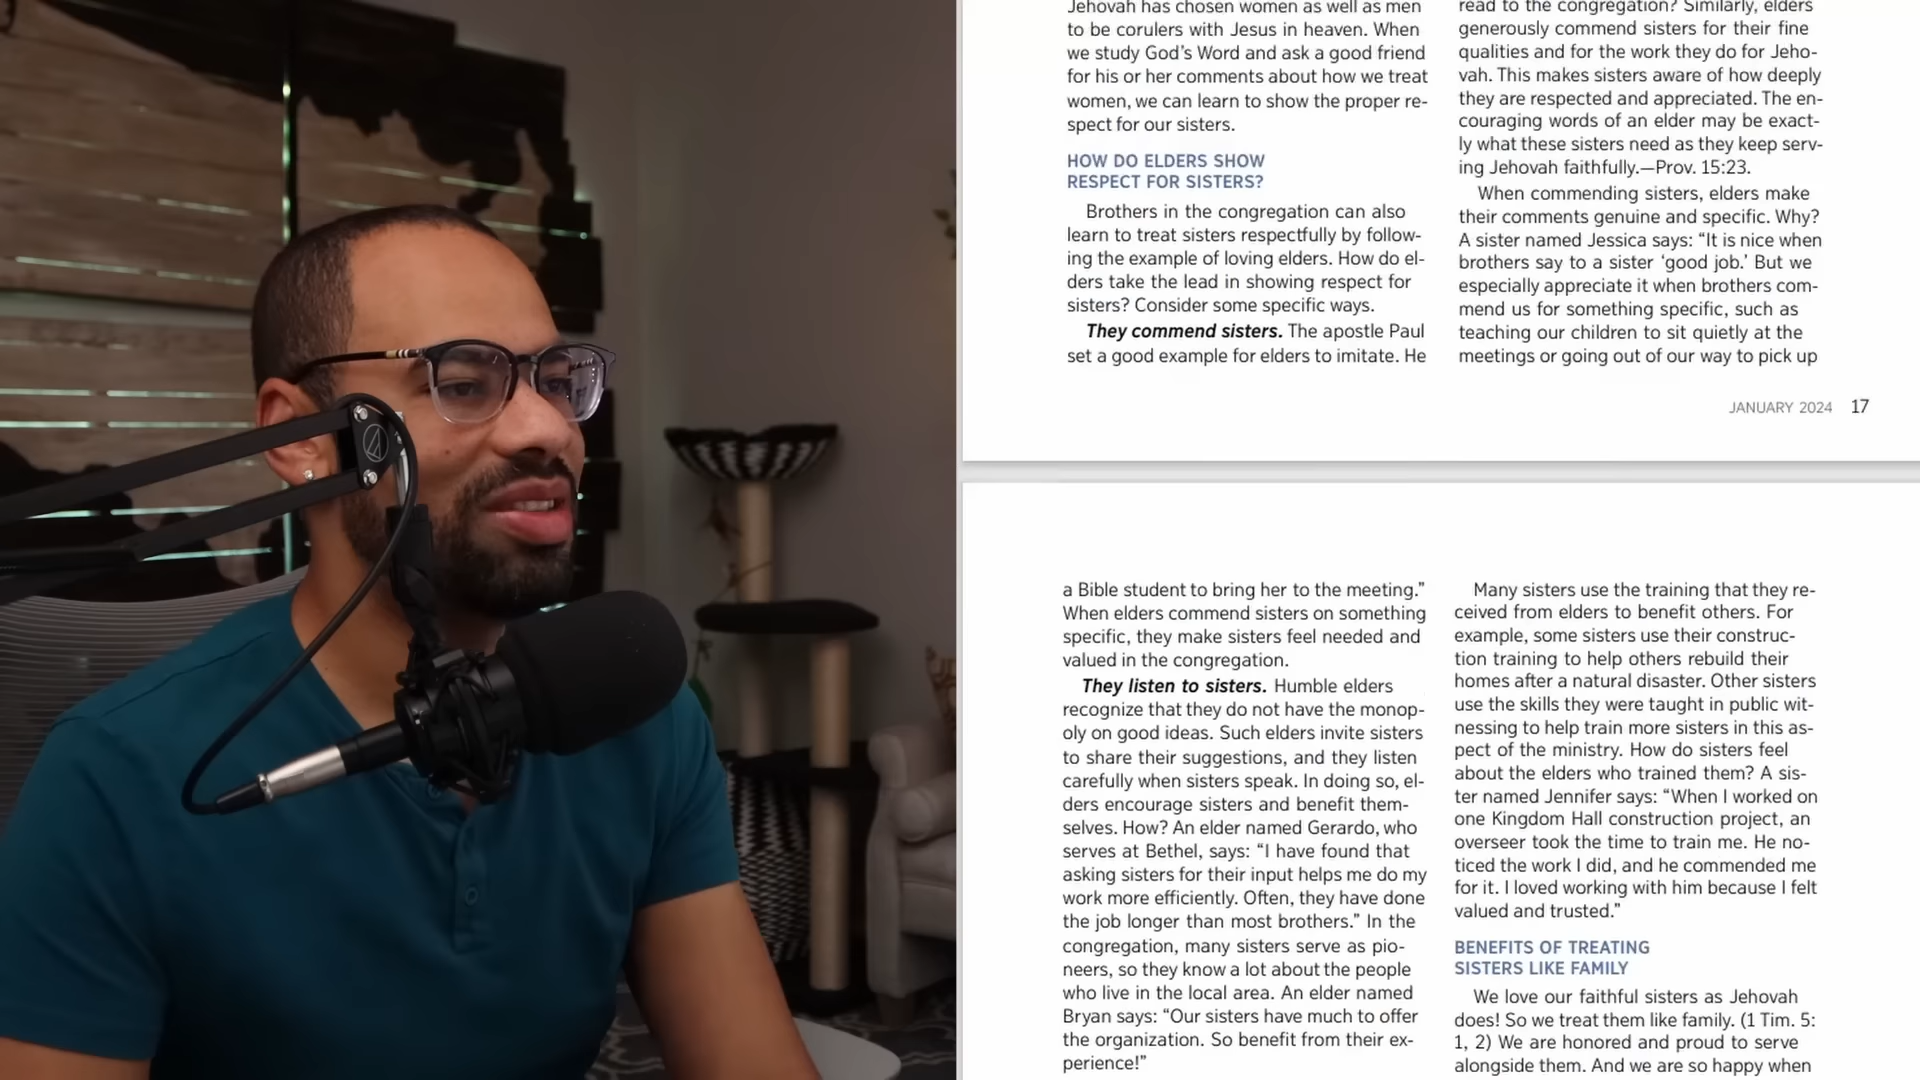 Jehovah has chosen women as well as men
to be corulers with Jesus in heaven. When
we study God's Word and ask a good friend
for his or her comments about how we treat
women, we can learn to show the proper re-
spect for our sisters.
HOW DO ELDERS SHOW
RESPECT FOR SISTERS?
Brothers in the congregation can also
learn to treat sisters respectfully by follow-
ing the example of loving elders. How do el-
ders take the lead in showing respect for
sisters? Consider some specific ways.
They commend sisters. The apostle Paul
set a good example for elders to imitate. He
read to the congregation? Similarly, elders
generously commend sisters for their fine
qualities and for the work they do for Jeho-
vah. This makes sisters aware of how deeply
they are respected and appreciated. The en-
couraging words of an elder may be exact-
ly what these sisters need as they keep serv-
ing Jehovah faithfully.—Prov. 15:23.
When commending sisters, elders make
their comments genuine and specific. Why?
A sister named Jessica says: “It is nice when
brothers say to a sister ‘good job.’ But we
especially appreciate it when brothers com-
mend us for something specific, such as
teaching our children to sit quietly at the
meetings or going out of our way to pick up
JANUARY 2024 17
a Bible student to bring her to the meeting.”
When elders commend sisters on something
specific, they make sisters feel needed and
valued in the congregation.
They listen to sisters. Humble elders
recognize that they do not have the monop-
oly on good ideas. Such elders invite sisters
to share their suggestions, and they listen
carefully when sisters speak. In doing so, el-
ders encourage sisters and benefit them-
selves. How? An elder named Gerardo, who
serves at Bethel, says: “I have found that
asking sisters for their input helps me do my
work more efficiently. Often, they have done
the job longer than most brothers.” In the
congregation, many sisters serve as pio-
neers, so they know a lot about the people
who live in the local area. An elder named
Bryan says: “Our sisters have much to offer
the organization. So benefit from their ex-
perience!”
Many sisters use the training that they re-
ceived from elders to benefit others. For
example, some sisters use their construc-
tion training to help others rebuild their
homes after a natural disaster. Other sisters
use the skills they were taught in public wit-
nessing to help train more sisters in this as-
pect of the ministry. How do sisters feel
about the elders who trained them? A sis-
ter named Jennifer says: “When I worked on
one Kingdom Hall construction project, an
overseer took the time to train me. He no-
ticed the work I did, and he commended me
for it. I loved working with him because I felt
valued and trusted.”
BENEFITS OF TREATING
SISTERS LIKE FAMILY
We love our faithful sisters as Jehovah
does! So we treat them like family. (1 Tim. 5:
1, 2) We are honored and proud to serve
alongside them. And we are so happy when